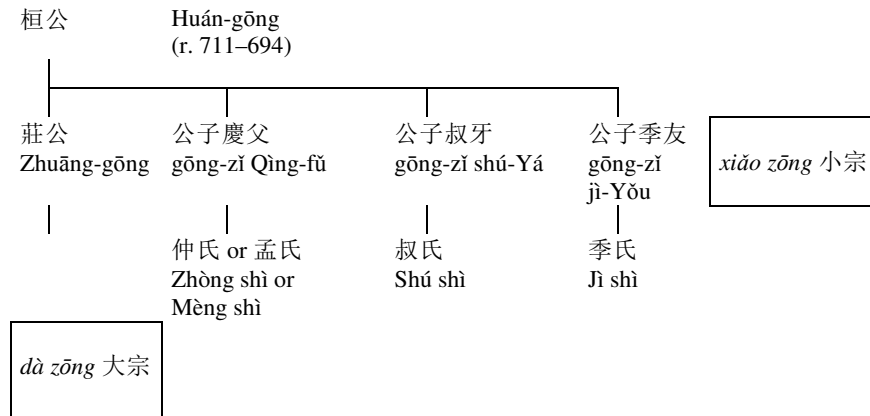 桓公 Huán-gōng
(r. 711–694)
莊公 公子慶父 公子叔牙 公子季友
Zhuāng-gōng gōng-zǐ Qìng-fǔ gōng-zǐ shú-Yá gōng-zǐ
jì-Yǒu
xiǎo zōng 小宗
仲氏 or 孟氏 叔氏 季氏
Zhòng shì or Shú shì Jì shì
Mèng shì
dà zōng 大宗